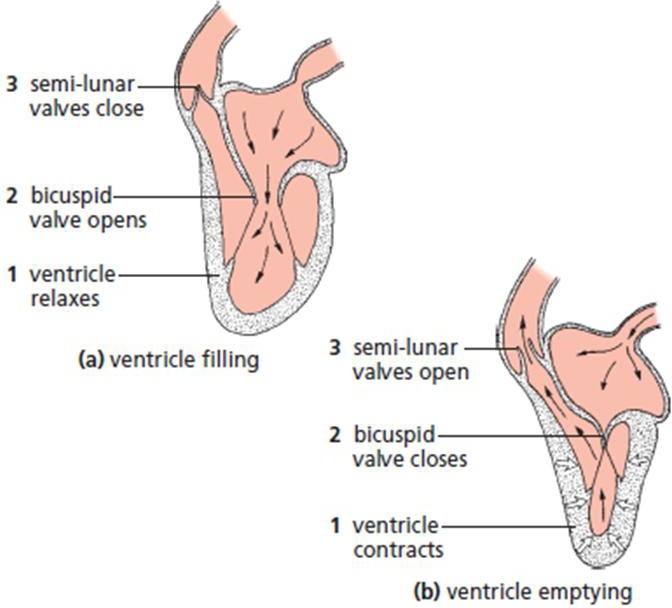 3 semi-lunar
valves close
2 bicuspid
valve opens
1 ventricle
relaxes
(a) ventricle filling
3 semi-lunar
valves open
2 bicuspid
valve closes
1 ventricle
contracts
(b) ventricle emptying